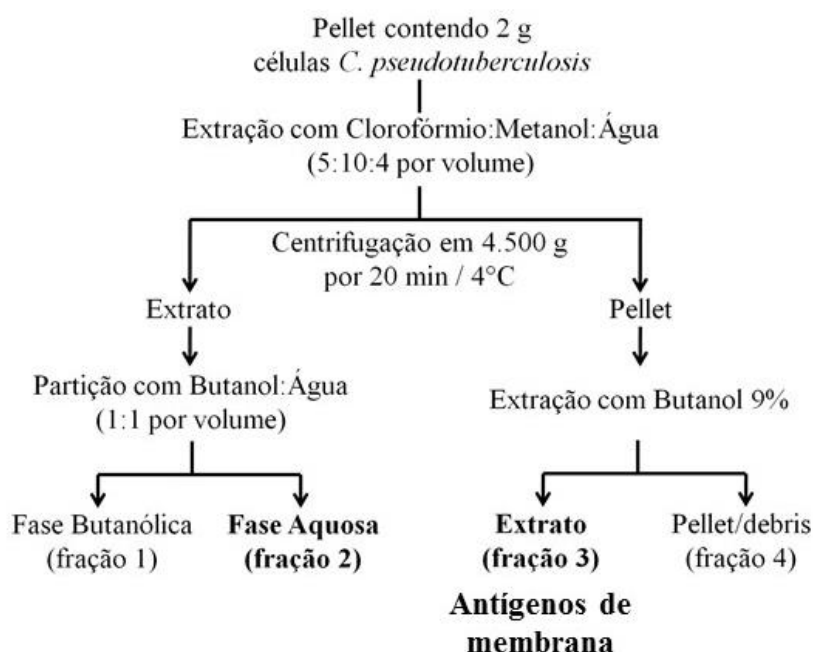 Pellet contendo 2 g
células C. pseudotuberculosis
Extração com Clorofórmio:Metanol:Água
(5:10:4 por volume)
Centrifugação em 4.500 g
por 20 min / 4°C
Extrato
Pellet
Partição com Butanol:Água
(1:1 por volume)
Extração com Butanol 9%
Fase Butanólica
(fração 1)
Fase Aquosa
(fração 2)
Extrato
(fração 3)
Pellet/debris
(fração 4)
Antígenos de
membrana